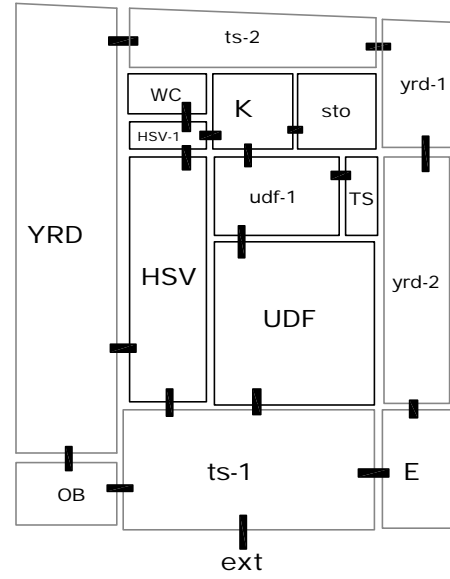 ts-2
yrd-1
WC
K
sto
HSV-1
udf-1
TS
YRD
HSV
UDF
yrd-2
ts-1
E
OB
ext